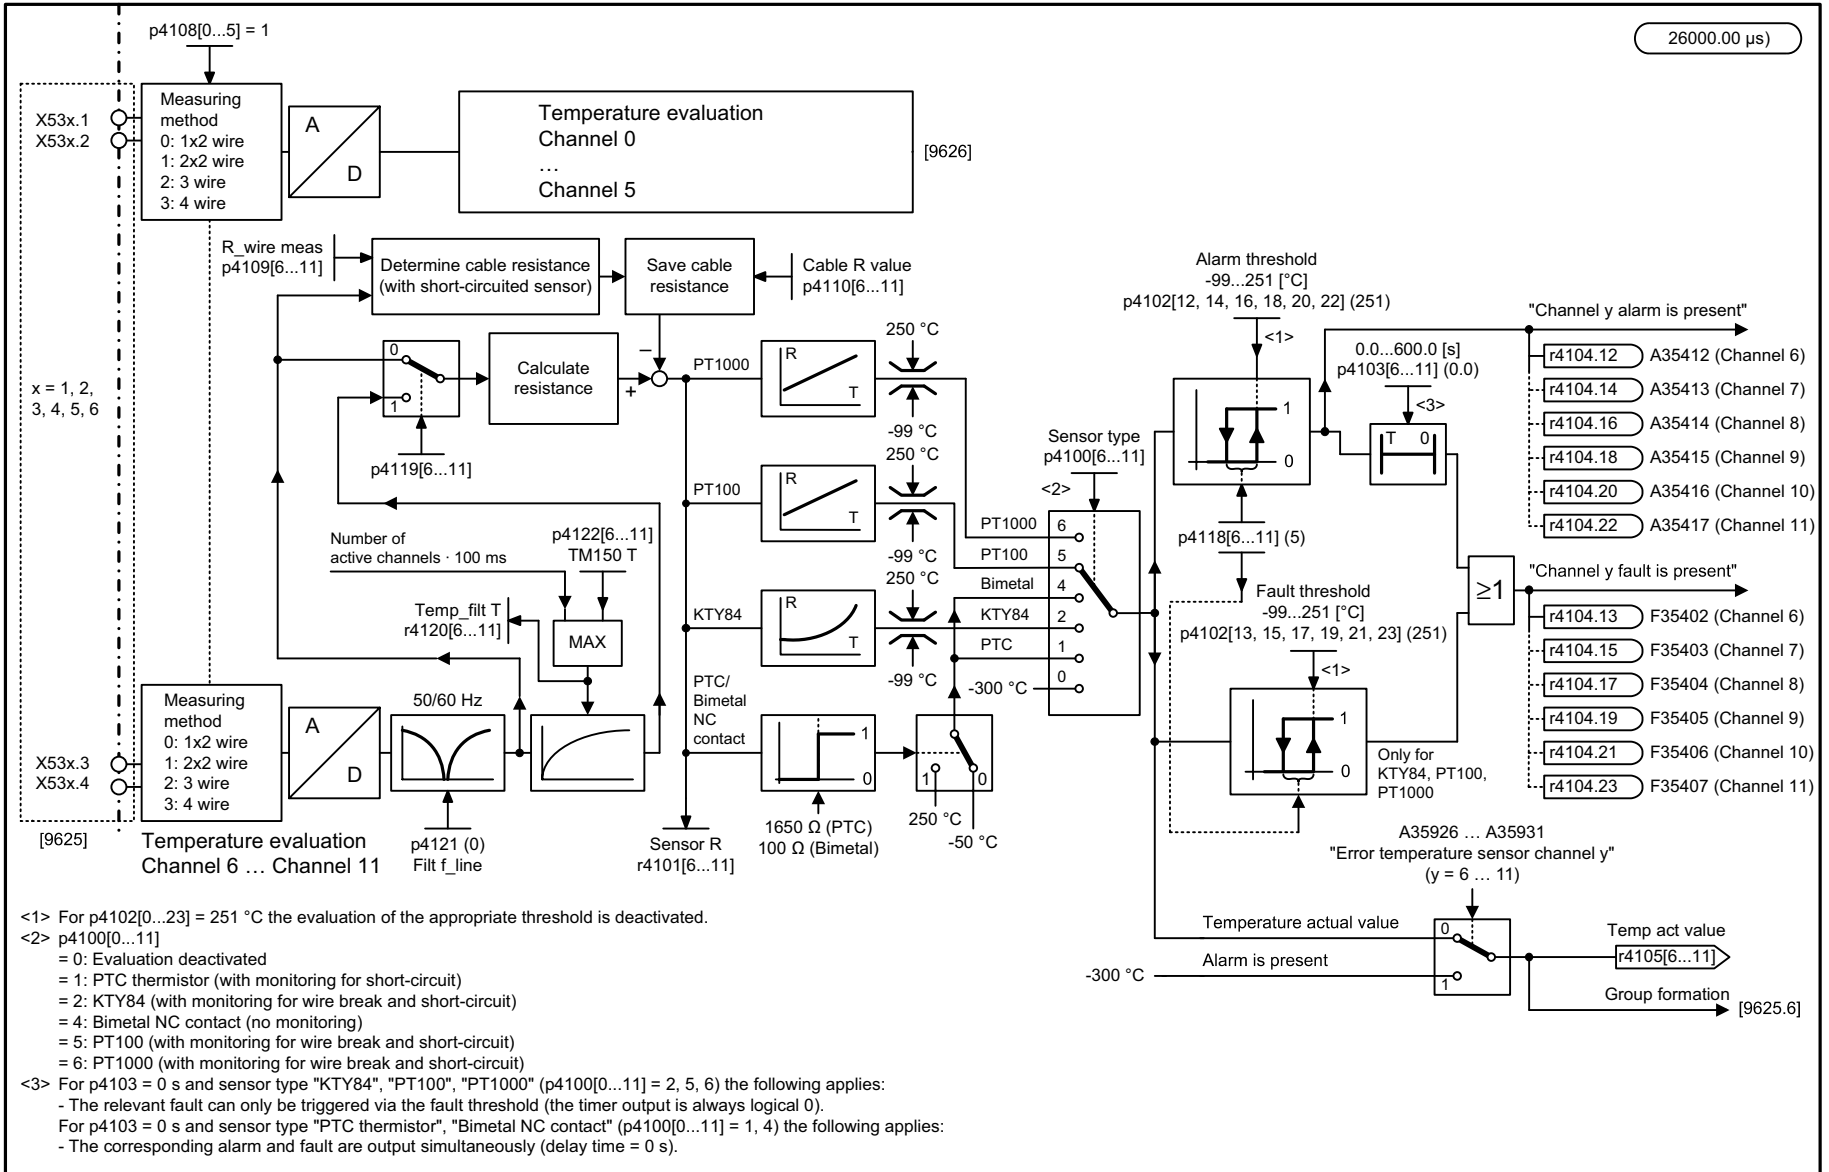 p4108[0...5] = 1
26000.00 µs)
X53x.1
X53x.2
Measuring
method
0: 1x2 wire
1: 2x2 wire
2: 3 wire
3: 4 wire
A
D
Temperature evaluation
Channel 0
...
Channel 5
[9626]
x = 1, 2,
3, 4, 5, 6
R_wire meas
p4109[6...11]
Determine cable resistance
(with short-circuited sensor)
Save cable
resistance
Cable R value
p4110[6...11]
0
1
p4119[6...11]
Calculate
resistance
–
+
PT1000
R
T
250 °C
-99 °C
PT100
R
T
250 °C
-99 °C
KTY84
R
T
250 °C
-99 °C
PTC/
Bimetal
NC
contact
1
0
1650 Ω (PTC)
100 Ω (Bimetal)
1
0
250 °C
-50 °C
Number of
active channels · 100 ms
p4122[6...11]
TM150 T
Temp_filt T
r4120[6...11]
MAX
Measuring
method
0: 1x2 wire
1: 2x2 wire
2: 3 wire
3: 4 wire
A
D
50/60 Hz
X53x.3
X53x.4
[9625]
Temperature evaluation
Channel 6 … Channel 11
p4121 (0)
Filt f_line
Sensor R
r4101[6...11]
Sensor type
p4100[6...11]
<2>
PT1000
6
PT100
5
Bimetal
4
KTY84
2
PTC
1
-300 °C
0
Alarm threshold
-99...251 [°C]
p4102[12, 14, 16, 18, 20, 22] (251)
<1>
1
0
p4118[6...11] (5)
Fault threshold
-99...251 [°C]
p4102[13, 15, 17, 19, 21, 23] (251)
<1>
1
0
Only for
KTY84, PT100,
PT1000
0.0...600.0 [s]
p4103[6...11] (0.0)
<3>
T 0
≥1
"Channel y alarm is present"
r4104.12 A35412 (Channel 6)
r4104.14 A35413 (Channel 7)
r4104.16 A35414 (Channel 8)
r4104.18 A35415 (Channel 9)
r4104.20 A35416 (Channel 10)
r4104.22 A35417 (Channel 11)
"Channel y fault is present"
r4104.13 F35402 (Channel 6)
r4104.15 F35403 (Channel 7)
r4104.17 F35404 (Channel 8)
r4104.19 F35405 (Channel 9)
r4104.21 F35406 (Channel 10)
r4104.23 F35407 (Channel 11)
A35926 … A35931
"Error temperature sensor channel y"
(y = 6 … 11)
Temperature actual value
0
Alarm is present
-300 °C
1
Temp act value
r4105[6...11]
Group formation
[9625.6]
<1> For p4102[0...23] = 251 °C the evaluation of the appropriate threshold is deactivated.
<2> p4100[0...11]
= 0: Evaluation deactivated
= 1: PTC thermistor (with monitoring for short-circuit)
= 2: KTY84 (with monitoring for wire break and short-circuit)
= 4: Bimetal NC contact (no monitoring)
= 5: PT100 (with monitoring for wire break and short-circuit)
= 6: PT1000 (with monitoring for wire break and short-circuit)
<3> For p4103 = 0 s and sensor type "KTY84", "PT100", "PT1000" (p4100[0...11] = 2, 5, 6) the following applies:
- The relevant fault can only be triggered via the fault threshold (the timer output is always logical 0).
For p4103 = 0 s and sensor type "PTC thermistor", "Bimetal NC contact" (p4100[0...11] = 1, 4) the following applies:
- The corresponding alarm and fault are output simultaneously (delay time = 0 s).